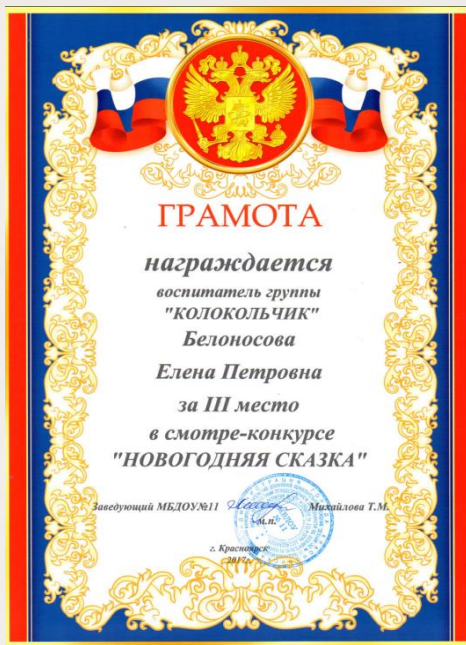 ГРАМОТА
награждается
воспитатель группы
"КОЛОКОЛЬЧИК"
Белоносова
Елена Петровна
за III место
в смотре-конкурсе
"НОВОГОДНЯЯ СКАЗКА"
Заведующий МБДОУ№11 Михайлова Т.М.
м.п.
г. Красноярск
2017г.